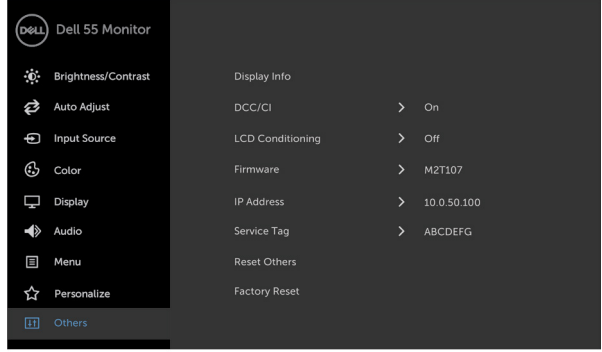 DELL Dell 55 Monitor
Brightness/Contrast
Auto Adjust
Input Source
Color
Display
Audio
Menu
Personalize
Others
Display Info
DCC/CI > On
LCD Conditioning > Off
Firmware > M2T107
IP Address > 10.0.50.100
Service Tag > ABCDEFG
Reset Others
Factory Reset